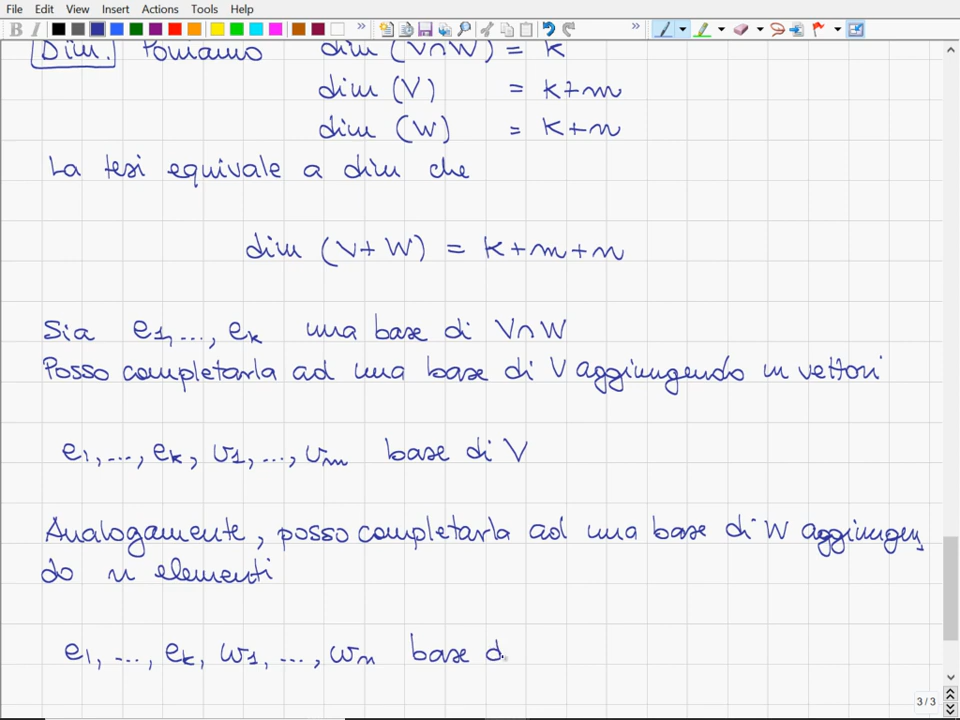 File Edit View Insert Actions Tools Help
B I
Dim. Poniamo dim (V∩W) = k
dim (V) = k+m
dim (W) = k+n
La tesi equivale a dim che
dim (V+W) = k+m+n
Sia e1,..., ek una base di V∩W
Posso completarla ad una base di V aggiungendo m vettori
e1,..., ek, v1,..., vm base di V
Analogamente, posso completarla ad una base di W aggiungen
do n elementi
e1, ..., ek, w1, ..., wn base d
3 / 3